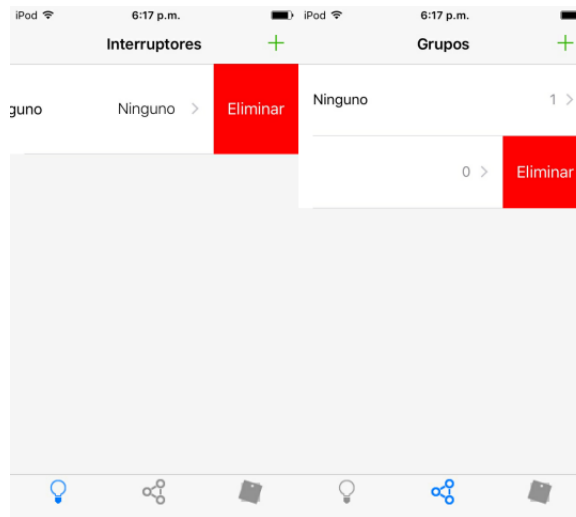 iPod 6:17 p.m.
Interruptores +
guno Ninguno > Eliminar
iPod 6:17 p.m.
Grupos +
Ninguno 1 >
0 > Eliminar